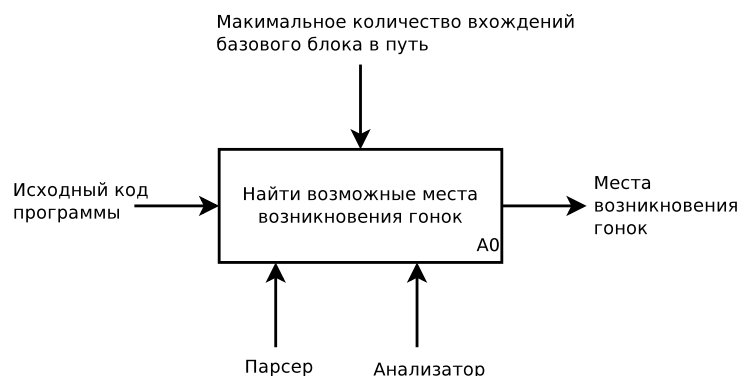 Макимальное количество вхождений
базового блока в путь
Исходный код
программы
Найти возможные места
возникновения гонок
A0
Места
возникновения
гонок
Парсер
Анализатор